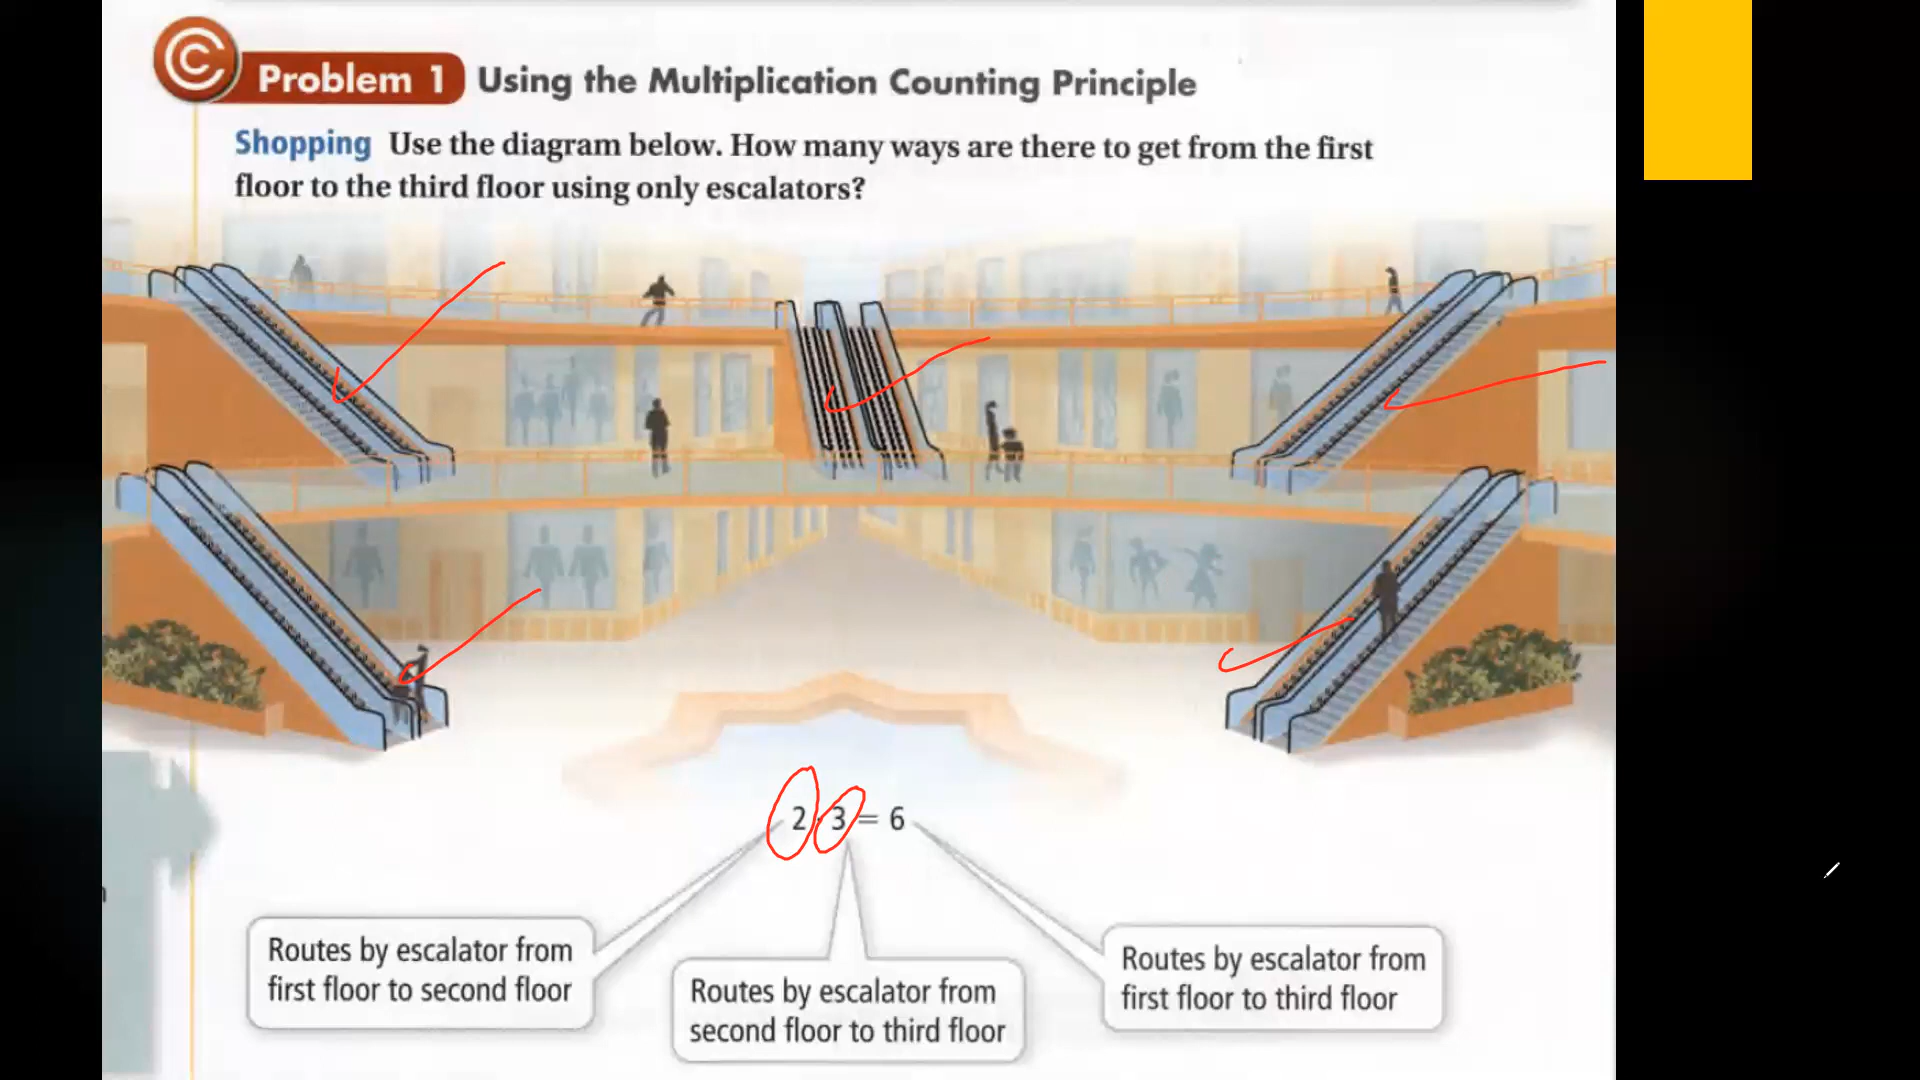 Problem 1 Using the Multiplication Counting Principle
Shopping Use the diagram below. How many ways are there to get from the first
floor to the third floor using only escalators?
2 · 3 = 6
Routes by escalator from
first floor to second floor
Routes by escalator from
second floor to third floor
Routes by escalator from
first floor to third floor